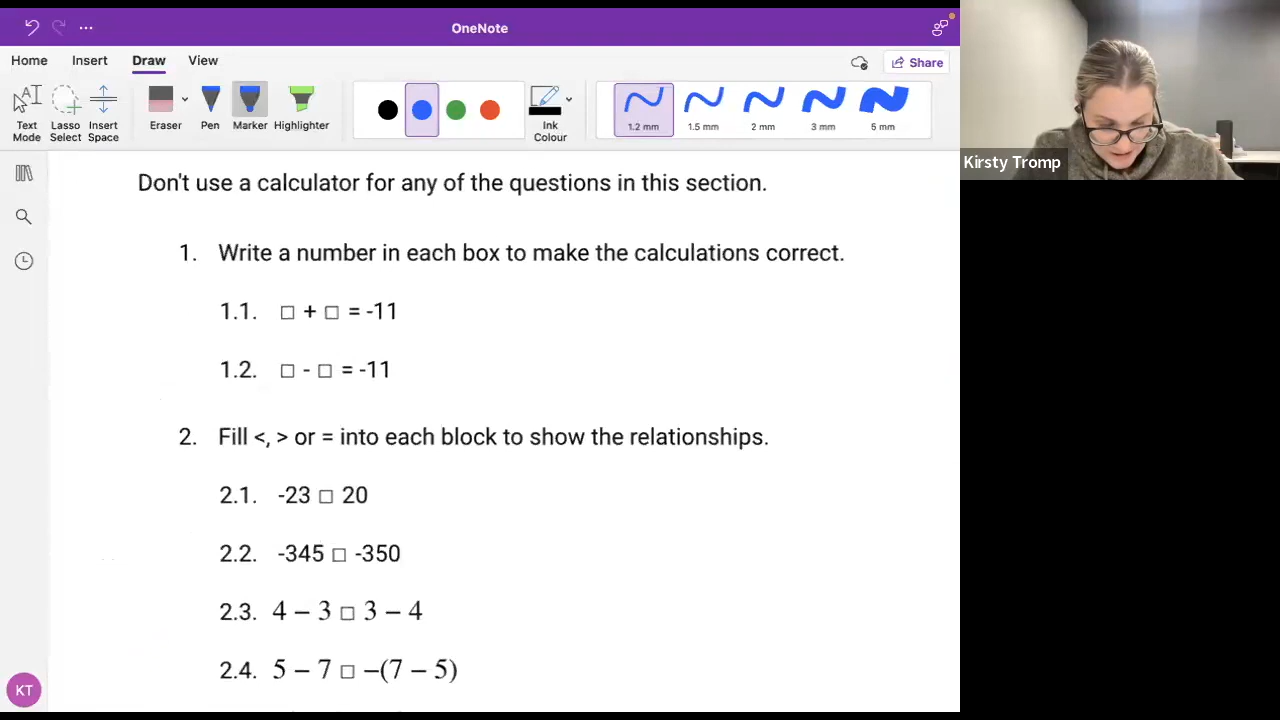 OneNote
Home Insert Draw View
Share
Text Mode
Lasso Select
Insert Space
Eraser
Pen
Marker
Highlighter
Ink Colour
1.2 mm
1.5 mm
2 mm
3 mm
5 mm
Kirsty Tromp
Don't use a calculator for any of the questions in this section.
1. Write a number in each box to make the calculations correct.
1.1. □ + □ = -11
1.2. □ - □ = -11
2. Fill <, > or = into each block to show the relationships.
2.1. -23 □ 20
2.2. -345 □ -350
2.3. 4 − 3 □ 3 − 4
2.4. 5 − 7 □ −(7 − 5)
KT